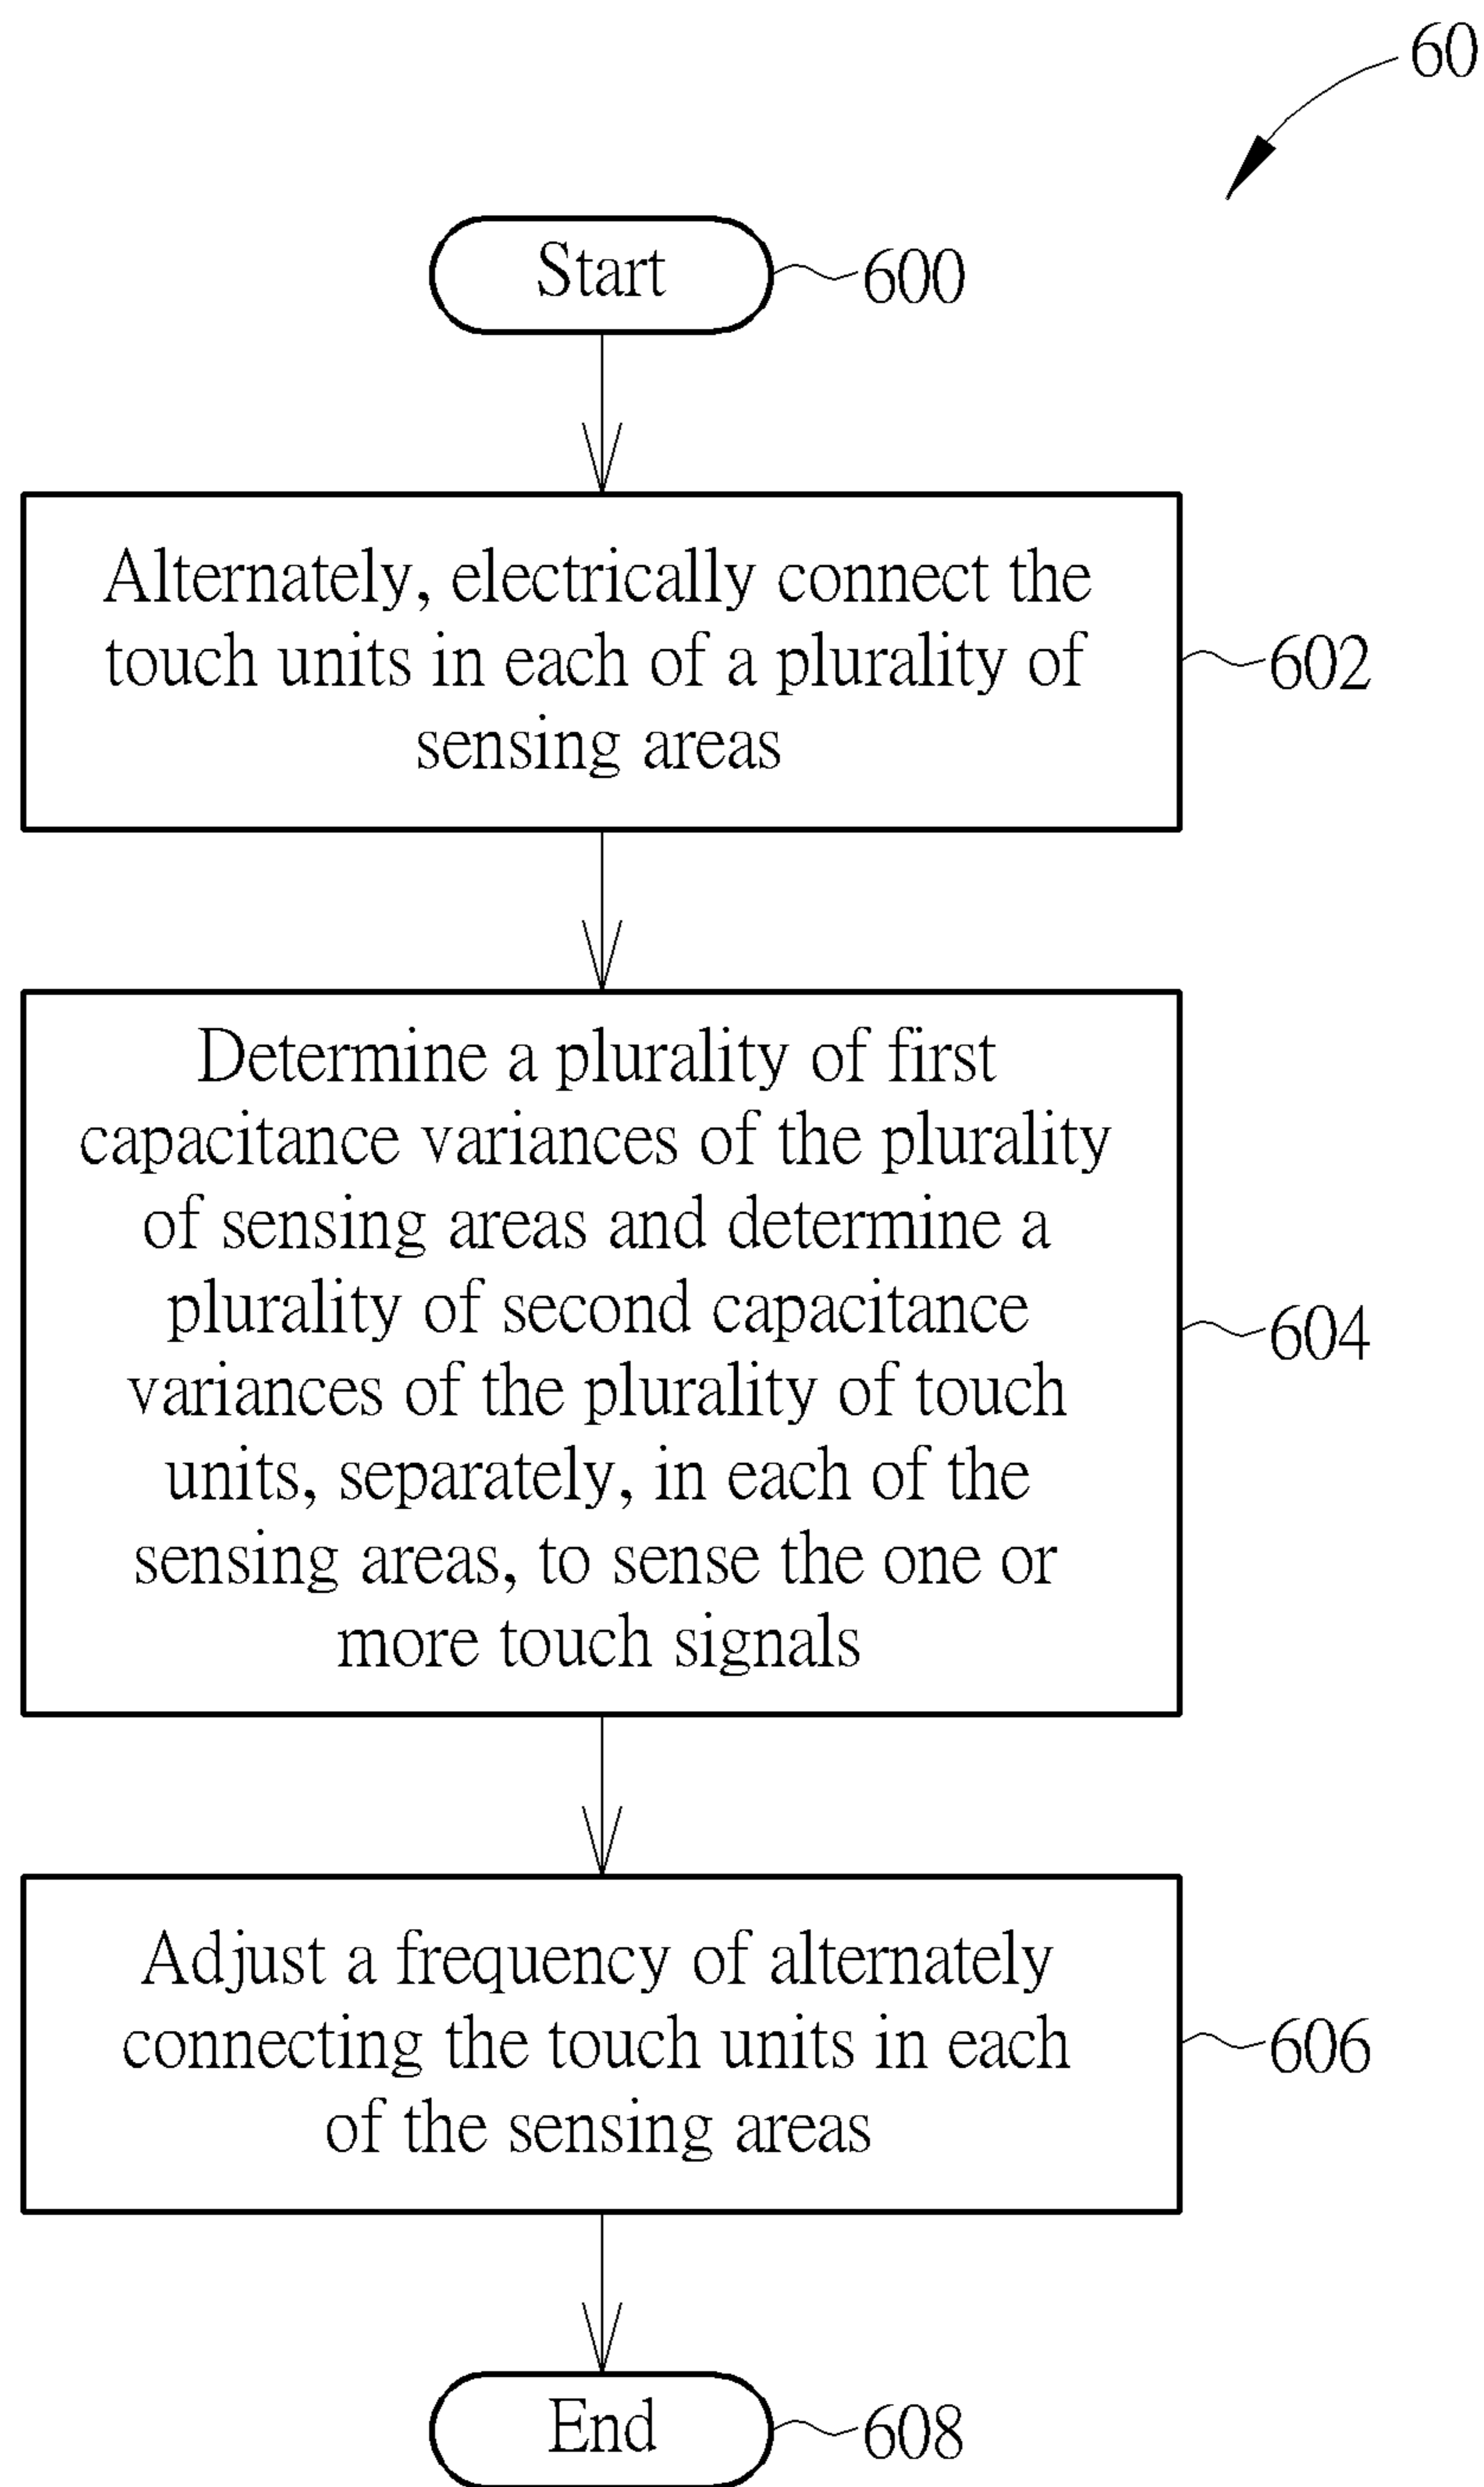 60
Start
600
Alternately, electrically connect the
touch units in each of a plurality of
sensing areas
602
Determine a plurality of first
capacitance variances of the plurality
of sensing areas and determine a
plurality of second capacitance
variances of the plurality of touch
units, separately, in each of the
sensing areas, to sense the one or
more touch signals
604
Adjust a frequency of alternately
connecting the touch units in each
of the sensing areas
606
End
608